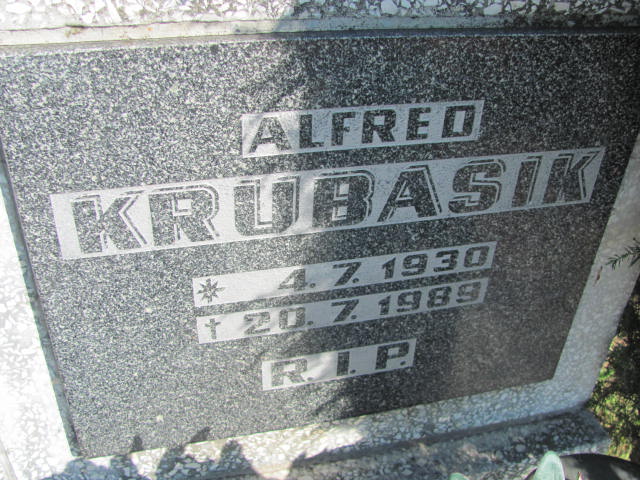 ALFRED
KRUBASIK
* 4.7.1930
† 20.7.1989
R.I.P.